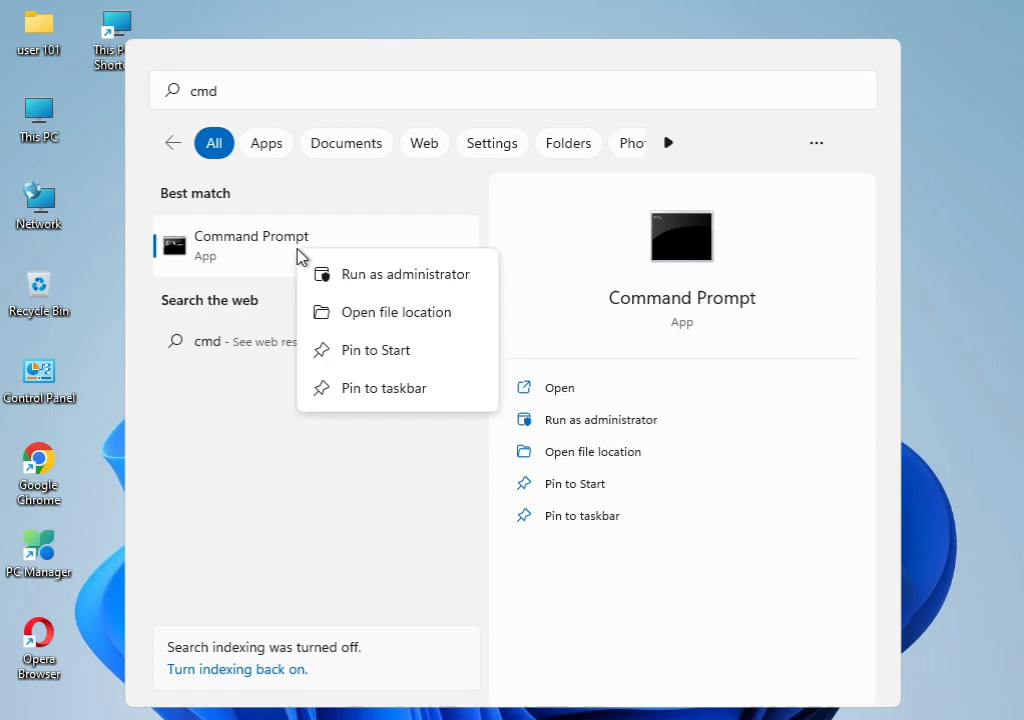 user 101
This P
Shortc
This PC
Network
Recycle Bin
Control Panel
Google
Chrome
PC Manager
Opera
Browser
cmd
All
Apps
Documents
Web
Settings
Folders
Pho
...
Best match
Command Prompt
App
Search the web
cmd - See web res
Run as administrator
Open file location
Pin to Start
Pin to taskbar
Command Prompt
App
Open
Run as administrator
Open file location
Pin to Start
Pin to taskbar
Search indexing was turned off.
Turn indexing back on.